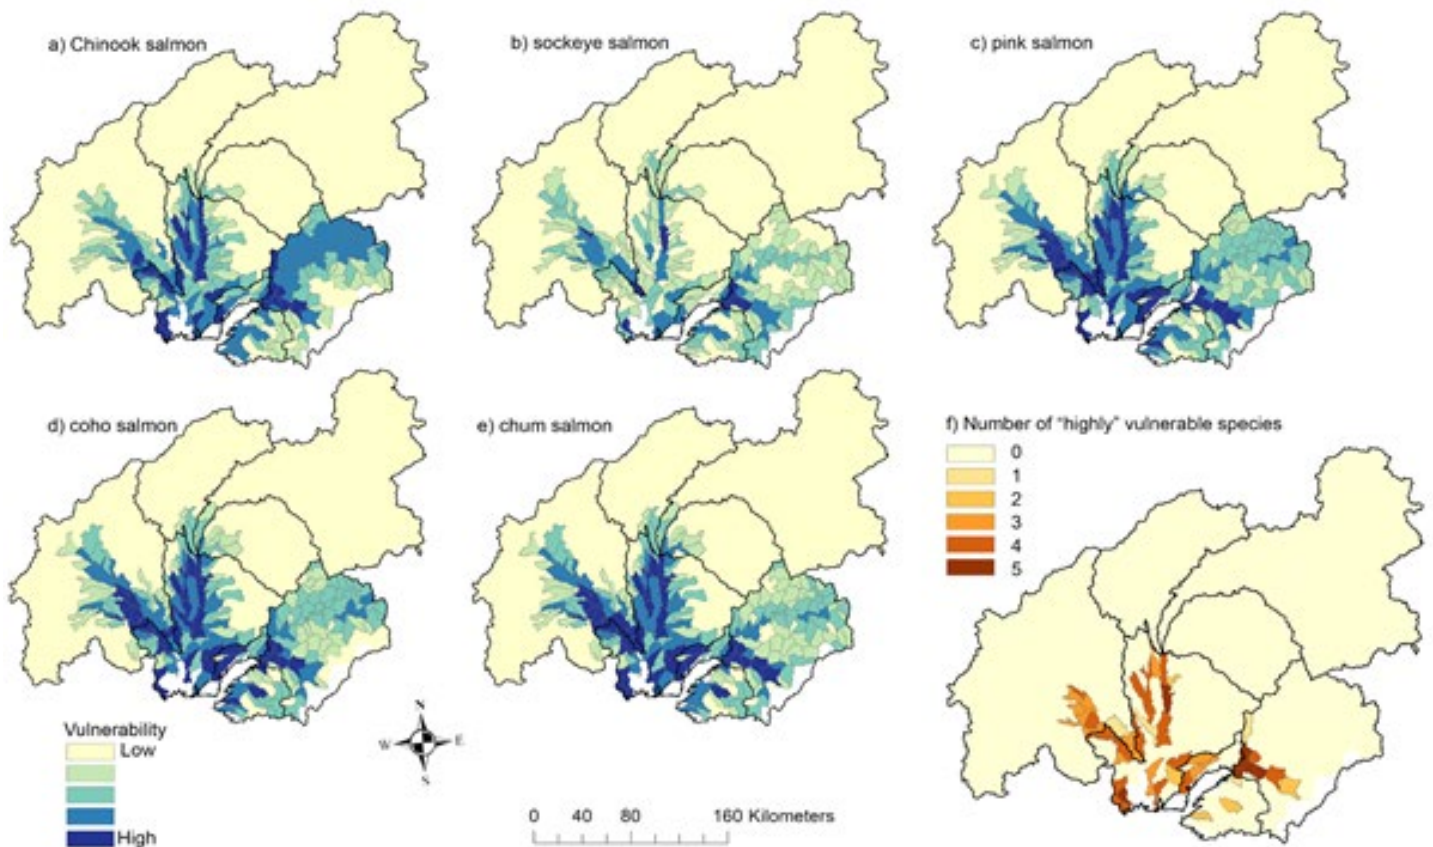 a) Chinook salmon
b) sockeye salmon
c) pink salmon
d) coho salmon
e) chum salmon
f) Number of "highly" vulnerable species
0
1
2
3
4
5
Vulnerability
Low
High
N
W E
S
0 40 80 160 Kilometers